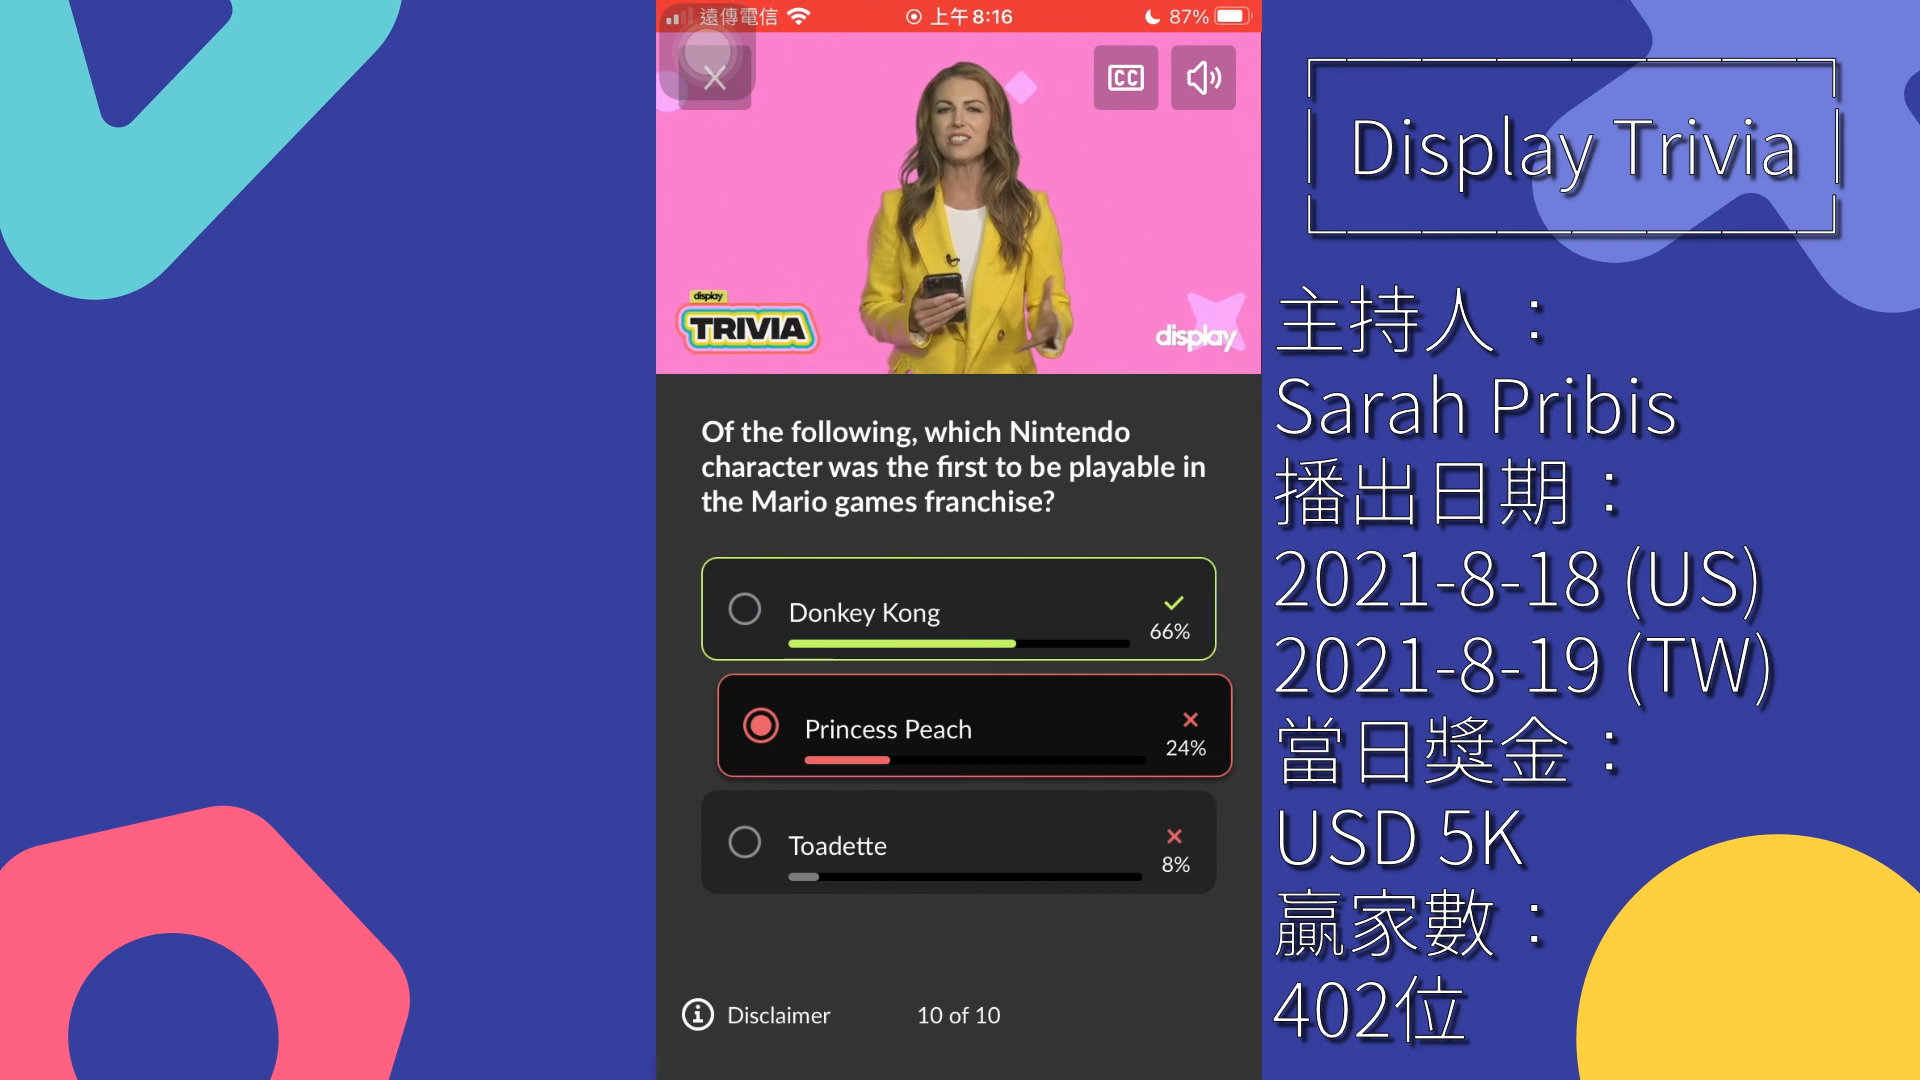 遠傳電信
上午8:16
87%
CC
display
TRIVIA
display
Of the following, which Nintendo
character was the first to be playable in
the Mario games franchise?
Donkey Kong
66%
Princess Peach
24%
Toadette
8%
Disclaimer
10 of 10
Display Trivia
主持人：
Sarah Pribis
播出日期：
2021-8-18 (US)
2021-8-19 (TW)
當日獎金：
USD 5K
贏家數：
402位